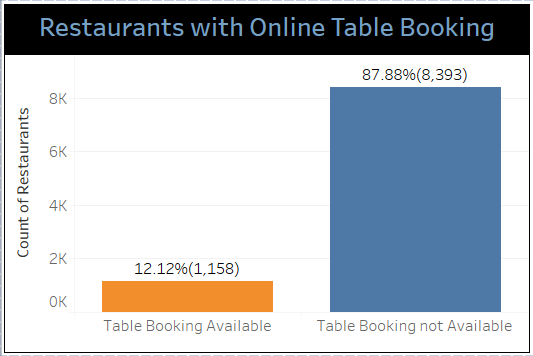 Restaurants with Online Table Booking
87.88%(8,393)
8K
6K
4K
2K
0K
Count of Restaurants
12.12%(1,158)
Table Booking Available
Table Booking not Available